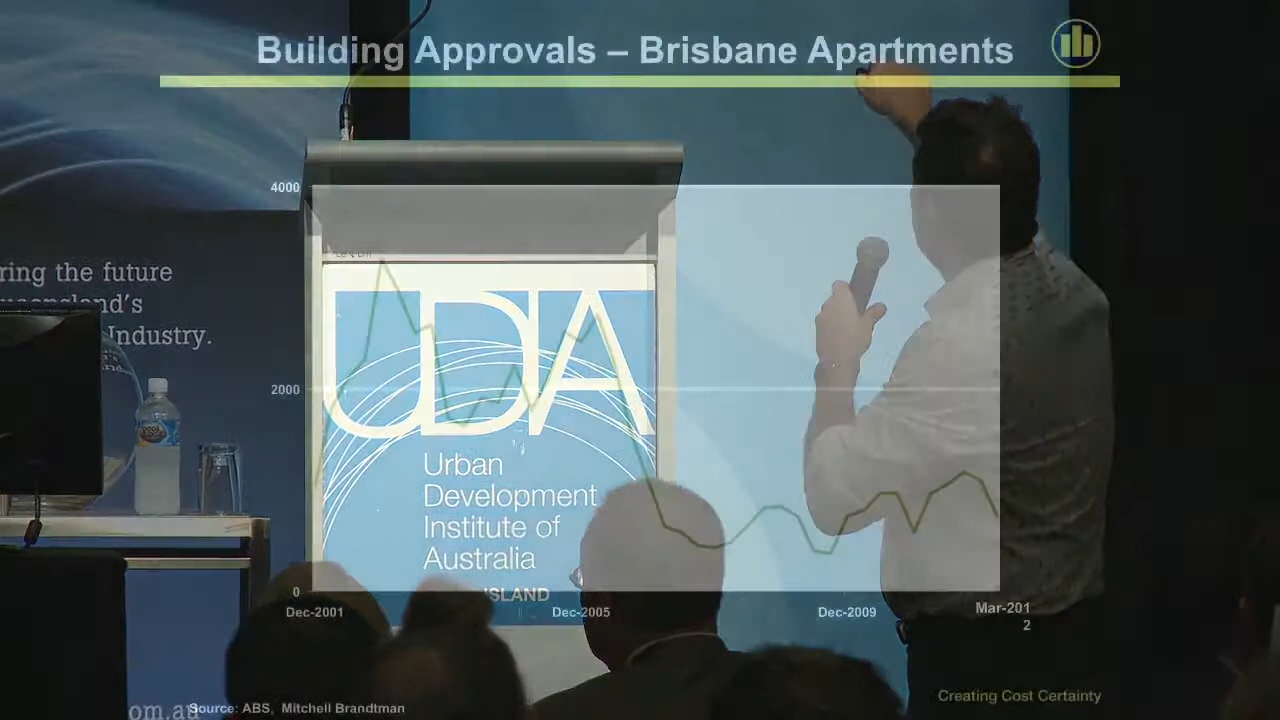 Building Approvals – Brisbane Apartments
4000
2000
0
Dec-2001
Dec-2005
Dec-2009
Mar-201
2
Source: ABS, Mitchell Brandtman
Creating Cost Certainty
ring the future
Industry.
om.au
UDIA
Urban
Development
Institute of
Australia